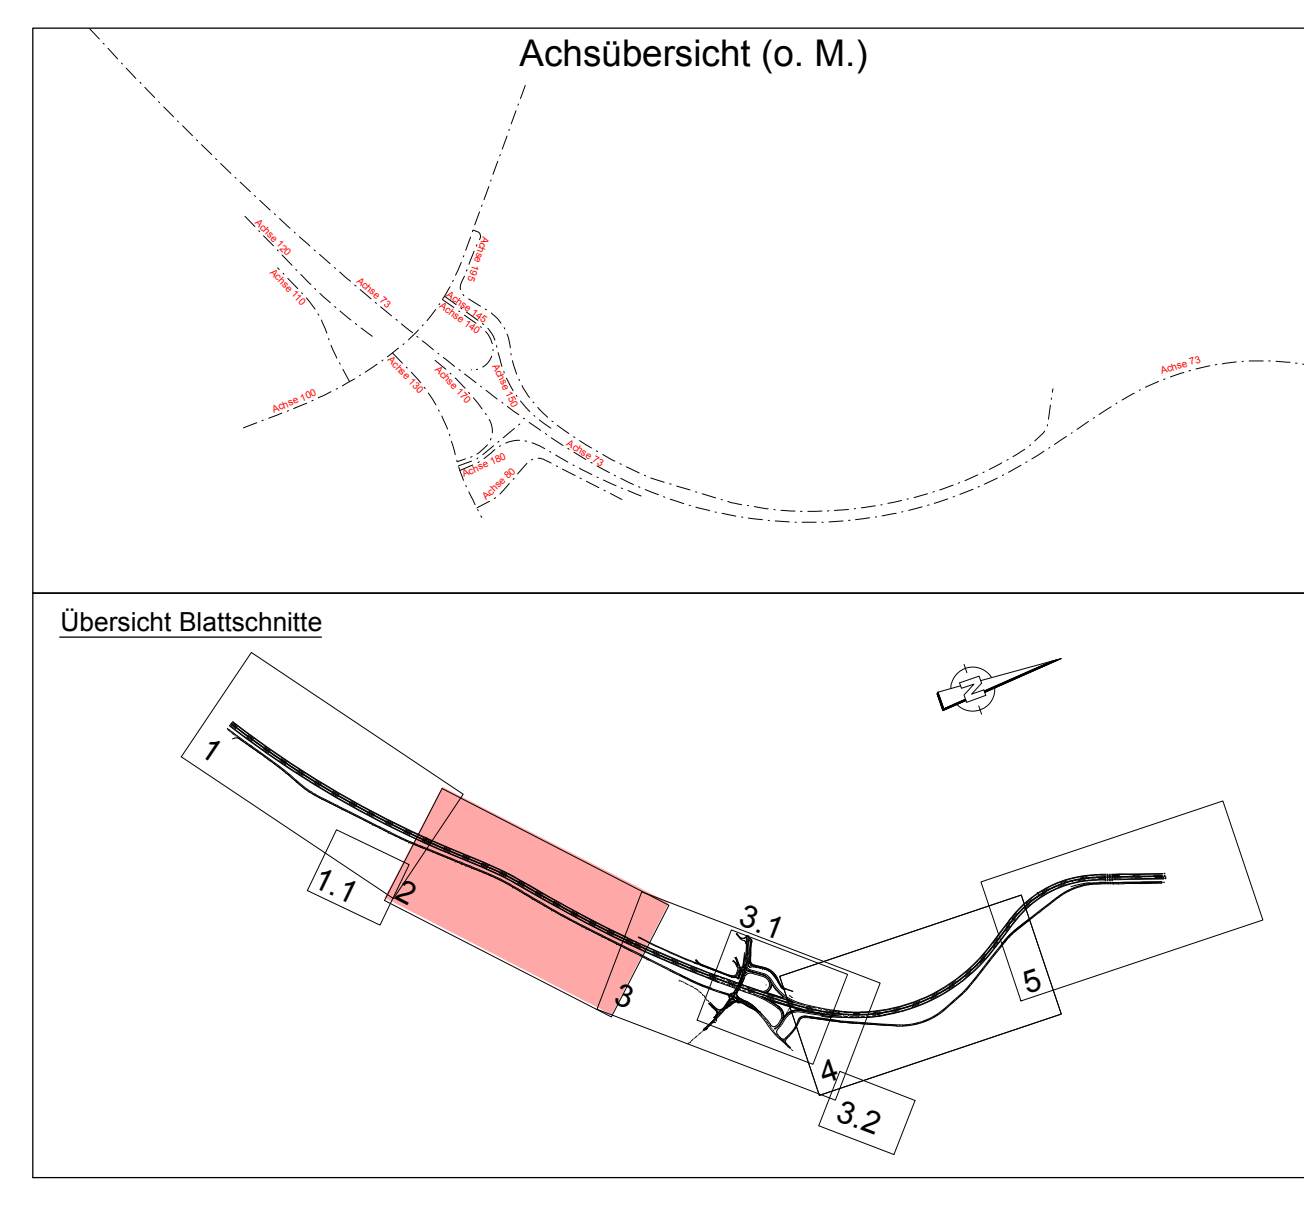 Achsübersicht (o. M.)
Achse 120
Achse 110
Achse 73
Achse 195
Achse 145
Achse 140
Achse 100
Achse 130
Achse 170
Achse 150
Achse 73
Achse 180
Achse 80
Achse 73
Übersicht Blattschnitte
N
1
1.1
2
3
3.1
4
3.2
5